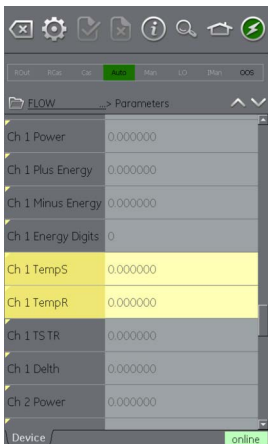 ROut RCas Cas Auto Man LO IMan OOS
FLOW ...> Parameters
Ch 1 Power 0.000000
Ch 1 Plus Energy 0.000000
Ch 1 Minus Energy 0.000000
Ch 1 Energy Digits 0
Ch 1 TempS 0.000000
Ch 1 TempR 0.000000
Ch 1 TS TR 0.000000
Ch 1 Delth 0.000000
Ch 2 Power 0.000000
Device online